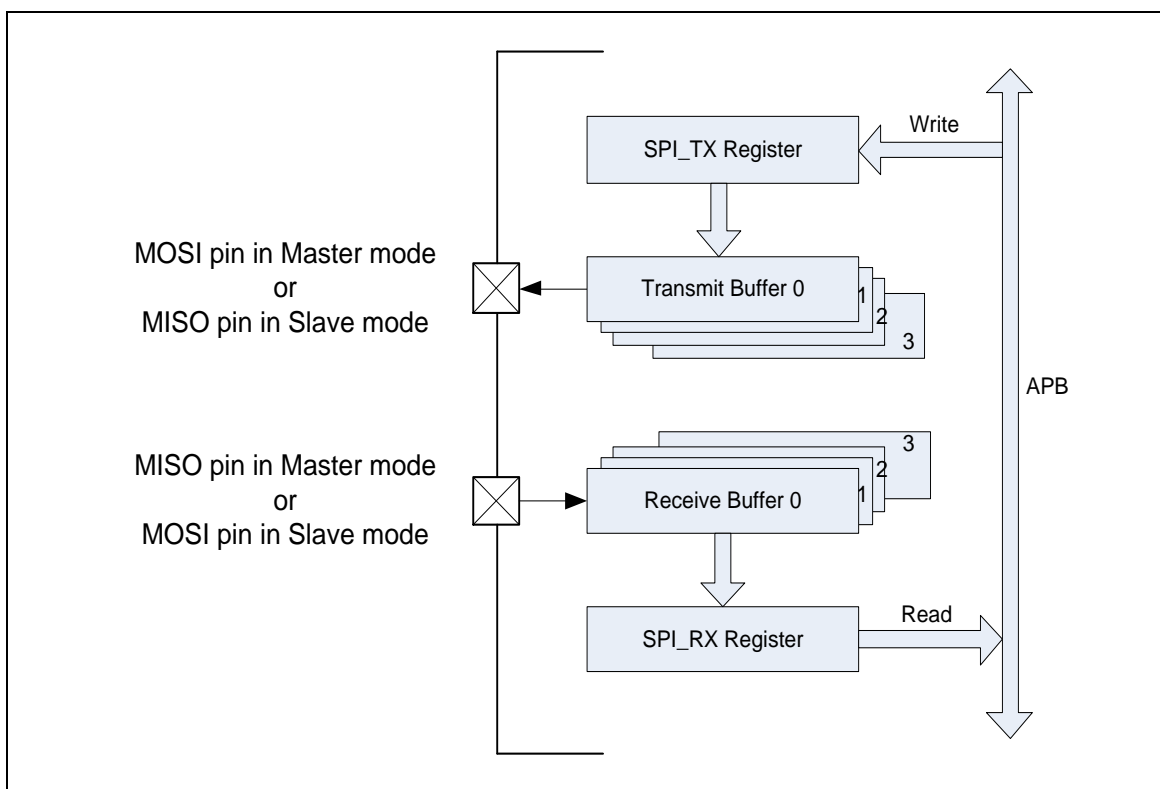 Write
SPI_TX Register
MOSI pin in Master mode
or
MISO pin in Slave mode
Transmit Buffer 0
1
2
3
APB
MISO pin in Master mode
or
MOSI pin in Slave mode
3
2
1
Receive Buffer 0
Read
SPI_RX Register